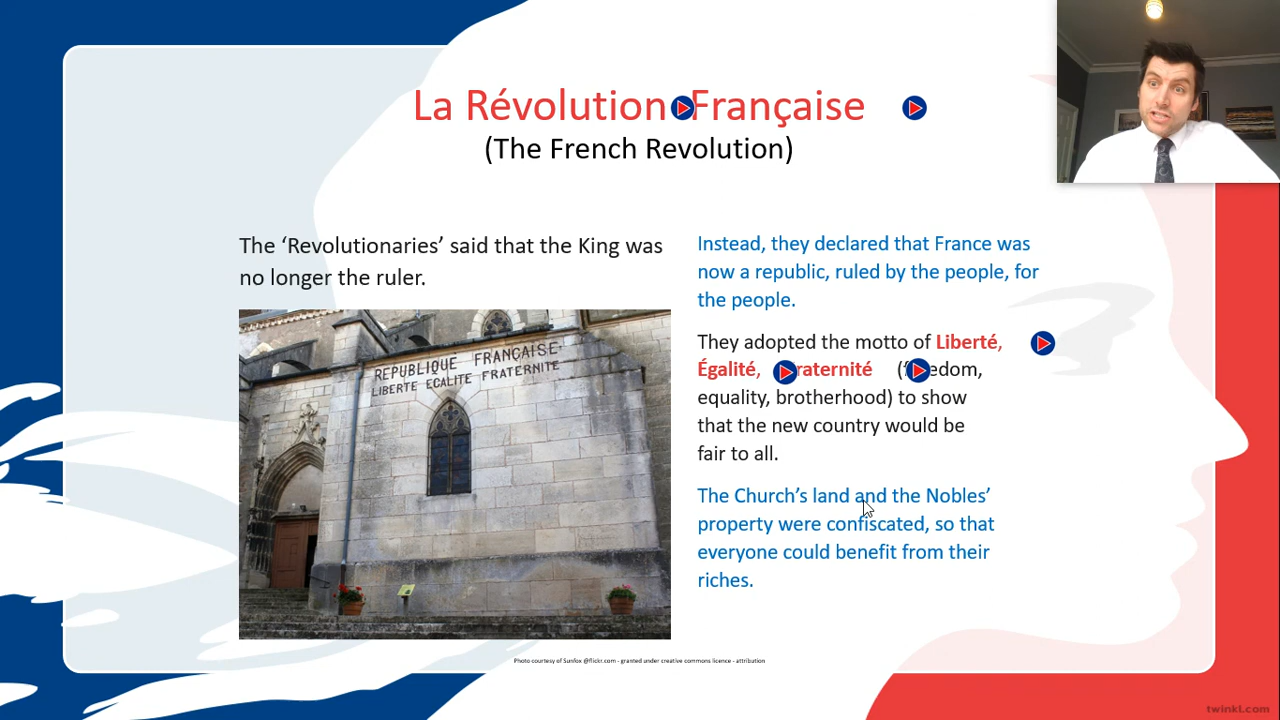 La Révolution Française
(The French Revolution)
The ‘Revolutionaries’ said that the King was
no longer the ruler.
REPUBLIQUE FRANÇAISE
LIBERTE EGALITE FRATERNITE
Instead, they declared that France was
now a republic, ruled by the people, for
the people.
They adopted the motto of Liberté,
Égalité, raternité (‘ edom,
equality, brotherhood) to show
that the new country would be
fair to all.
The Church’s land and the Nobles’
property were confiscated, so that
everyone could benefit from their
riches.
Photo courtesy of Sunfox @flickr.com - granted under creative commons licence - attribution
twinkl.com